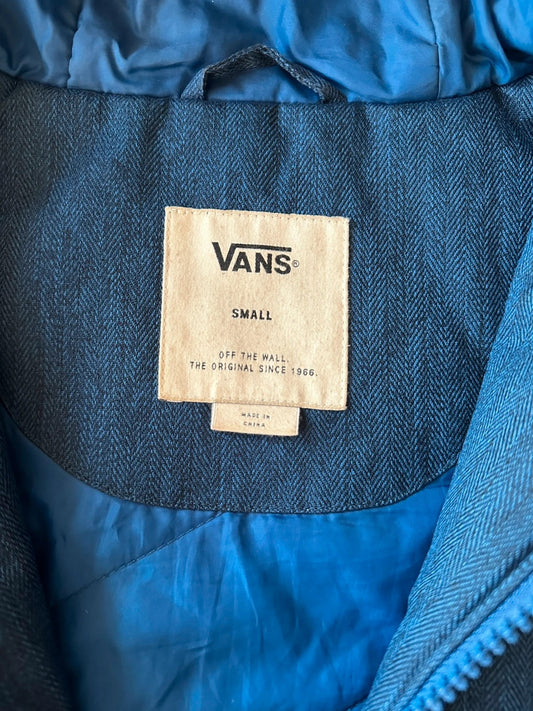 VANS®
SMALL
OFF THE WALL.
THE ORIGINAL SINCE 1966.
MADE IN
CHINA